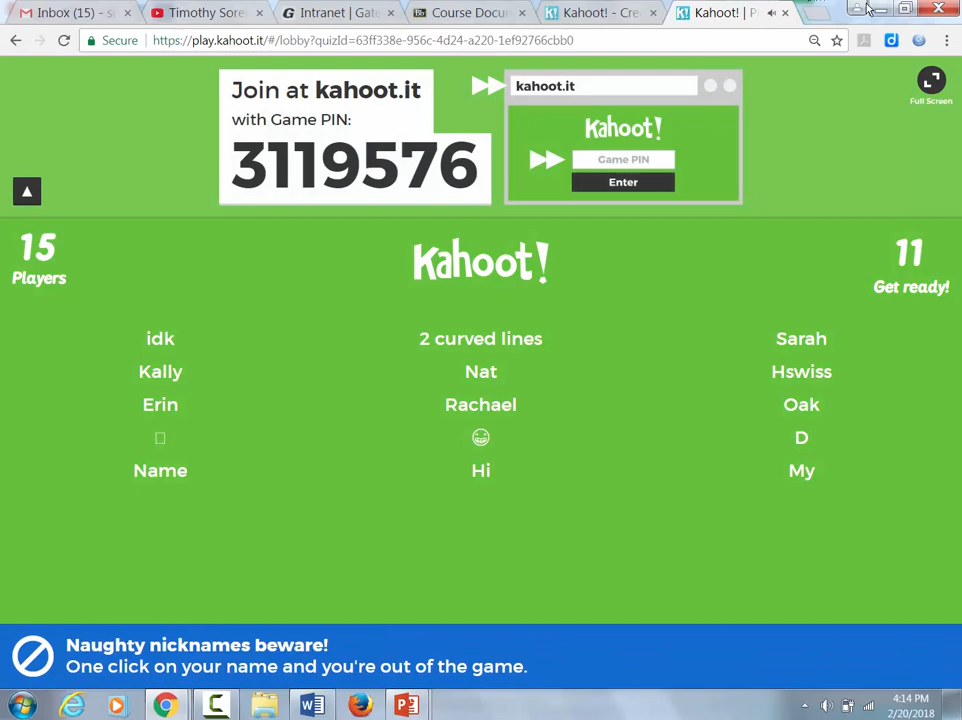 Inbox (15) - si
Timothy Sore
Intranet | Gate
Course Docu
Kahoot! - Cre
Kahoot! | P
Secure
https://play.kahoot.it/#/lobby?quizId=63ff338e-956c-4d24-a220-1ef92766cbb0
Join at kahoot.it
with Game PIN:
3119576
kahoot.it
Kahoot!
Game PIN
Enter
Full Screen
15
Players
Kahoot!
11
Get ready!
idk
2 curved lines
Sarah
Kally
Nat
Hswiss
Erin
Rachael
Oak
D
Name
Hi
My
Naughty nicknames beware!
One click on your name and you're out of the game.
4:14 PM
2/20/2018